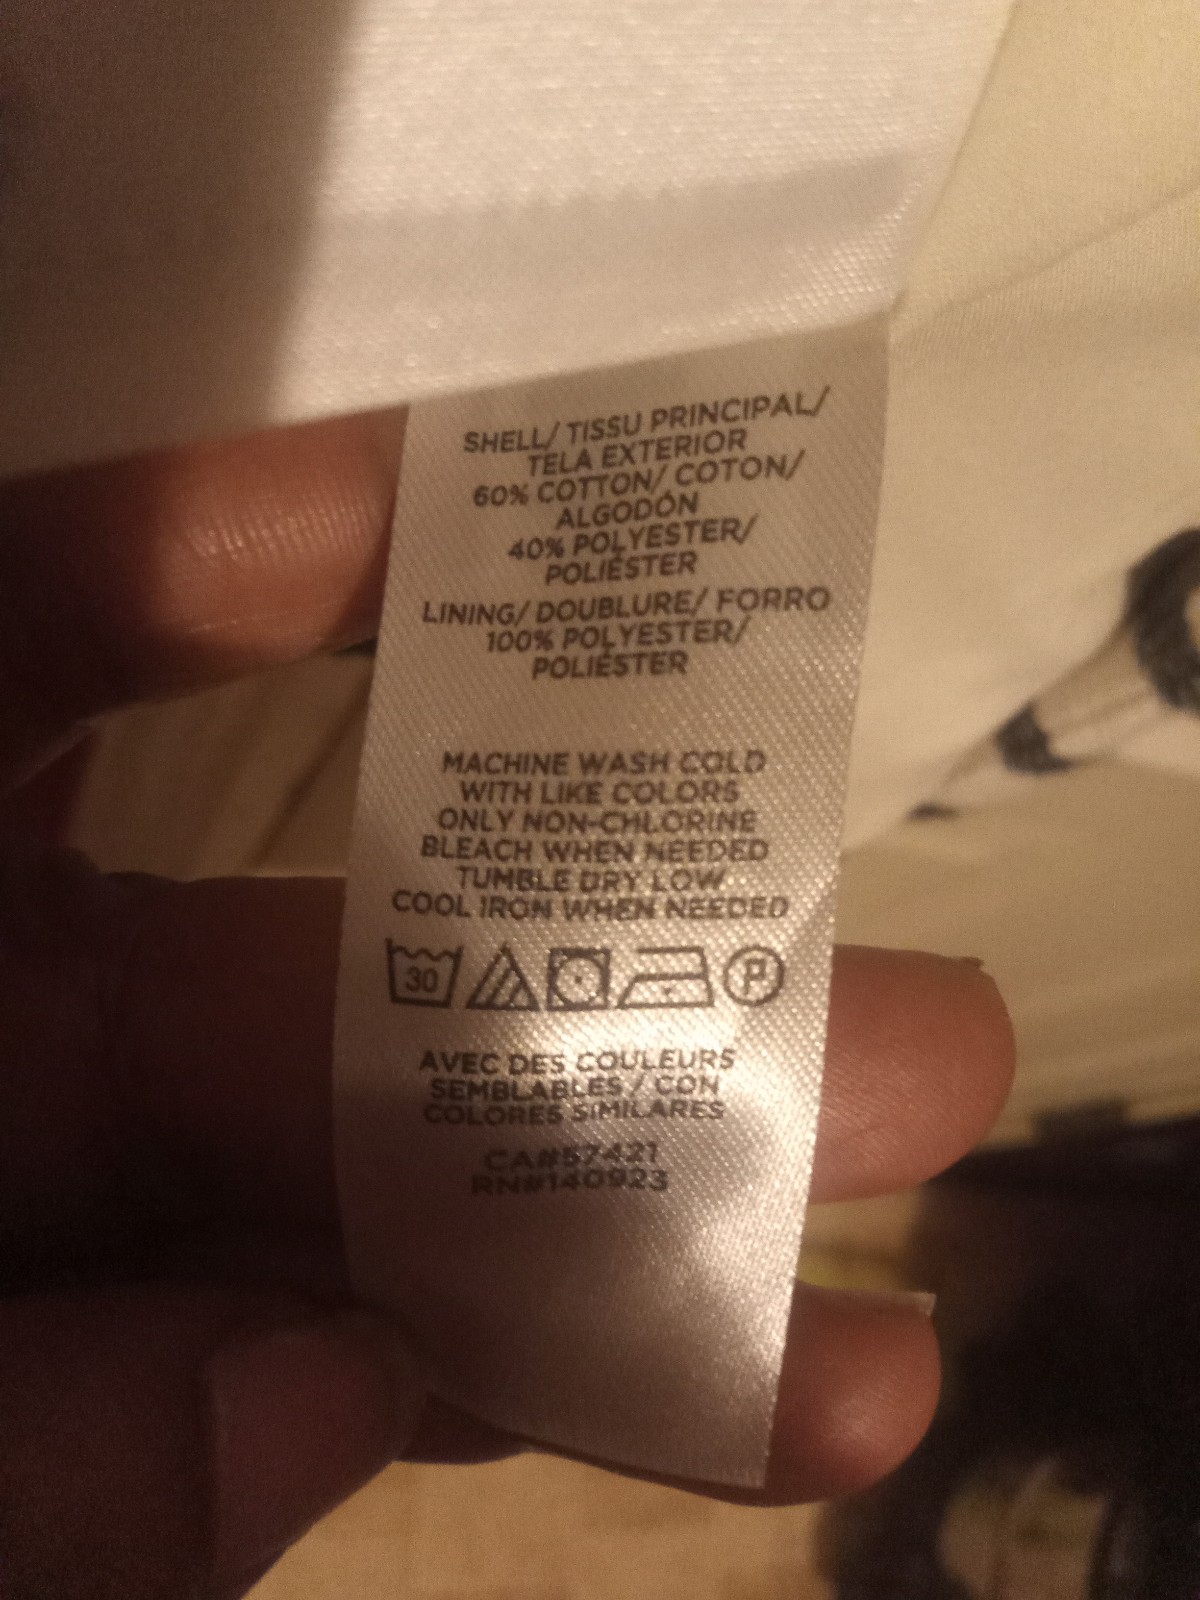 SHELL/ TISSU PRINCIPAL/
TELA EXTERIOR
60% COTTON/ COTON/
ALGODÓN
40% POLYESTER/
POLIÉSTER
LINING/ DOUBLURE/ FORRO
100% POLYESTER/
POLIÉSTER
MACHINE WASH COLD
WITH LIKE COLORS
ONLY NON-CHLORINE
BLEACH WHEN NEEDED
TUMBLE DRY LOW
COOL IRON WHEN NEEDED
30 P
AVEC DES COULEURS
SEMBLABLES / CON
COLORES SIMILARES
CA#57421
RN#140923